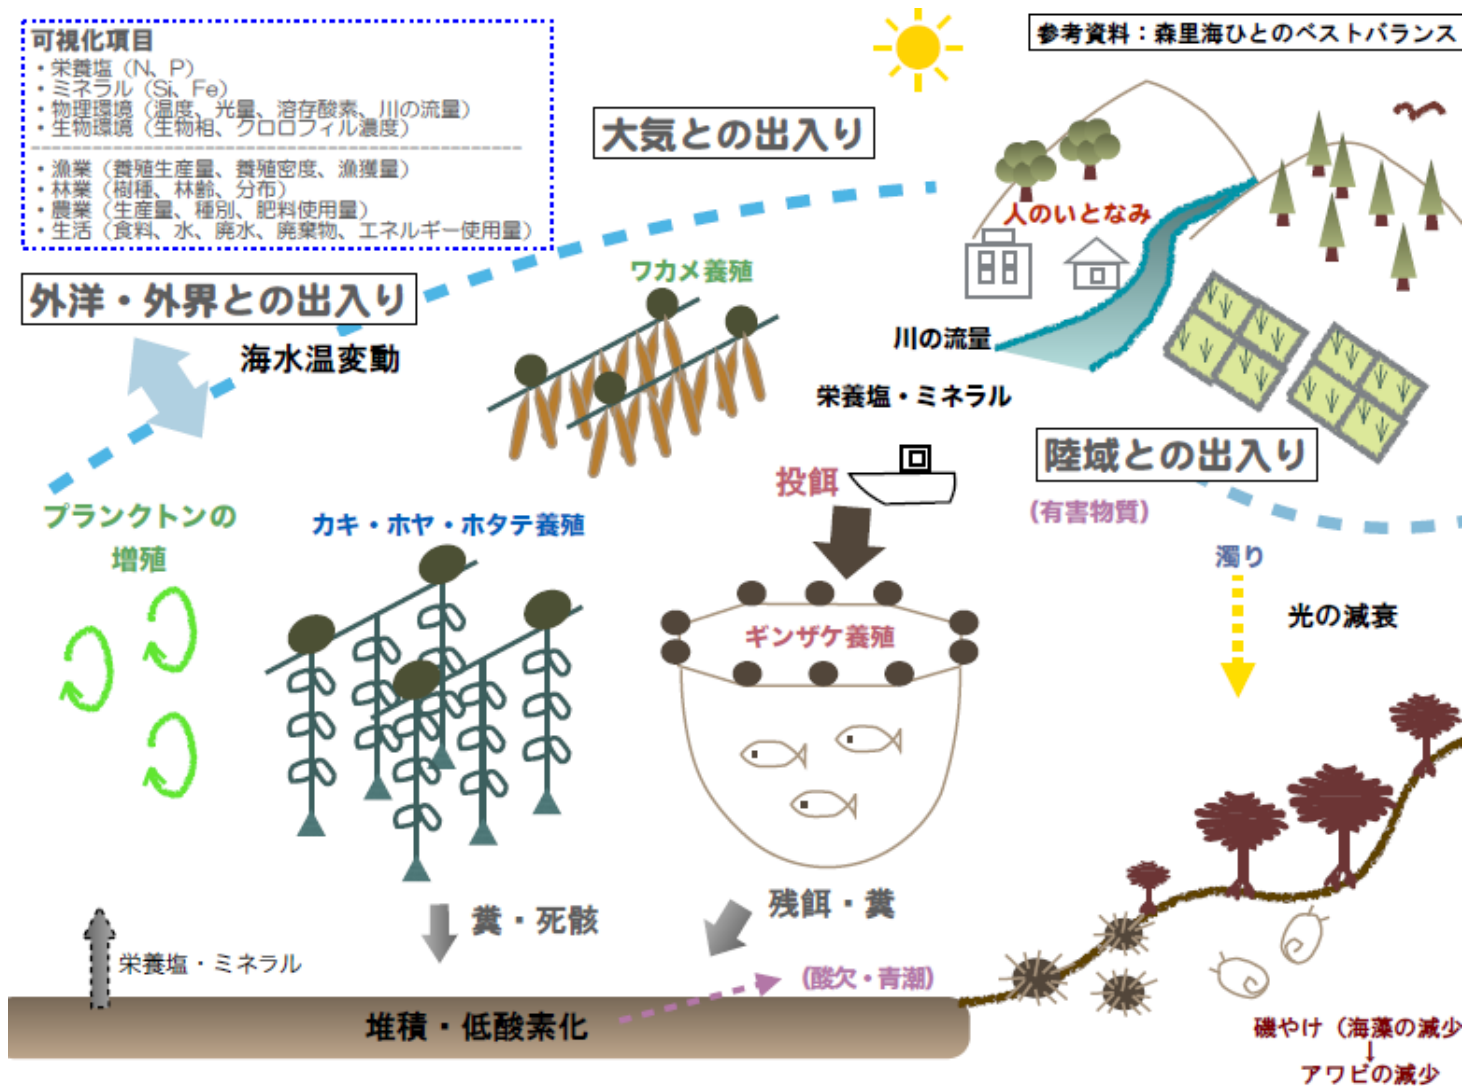 可視化項目
・栄養塩（N、P）
・ミネラル（Si、Fe）
・物理環境（温度、光量、溶存酸素、川の流量）
・生物環境（生物相、クロロフィル濃度）
・漁業（養殖生産量、養殖密度、漁獲量）
・林業（樹種、林齢、分布）
・農業（生産量、種別、肥料使用量）
・生活（食料、水、廃水、廃棄物、エネルギー使用量）
参考資料：森里海ひとのベストバランス
大気との出入り
人のいとなみ
ワカメ養殖
外洋・外界との出入り
海水温変動
川の流量
栄養塩・ミネラル
陸域との出入り
投餌
(有害物質)
プランクトンの
増殖
カキ・ホヤ・ホタテ養殖
濁り
光の減衰
ギンザケ養殖
残餌・糞
糞・死骸
栄養塩・ミネラル
(酸欠・青潮)
堆積・低酸素化
磯やけ（海藻の減少
↓
アワビの減少